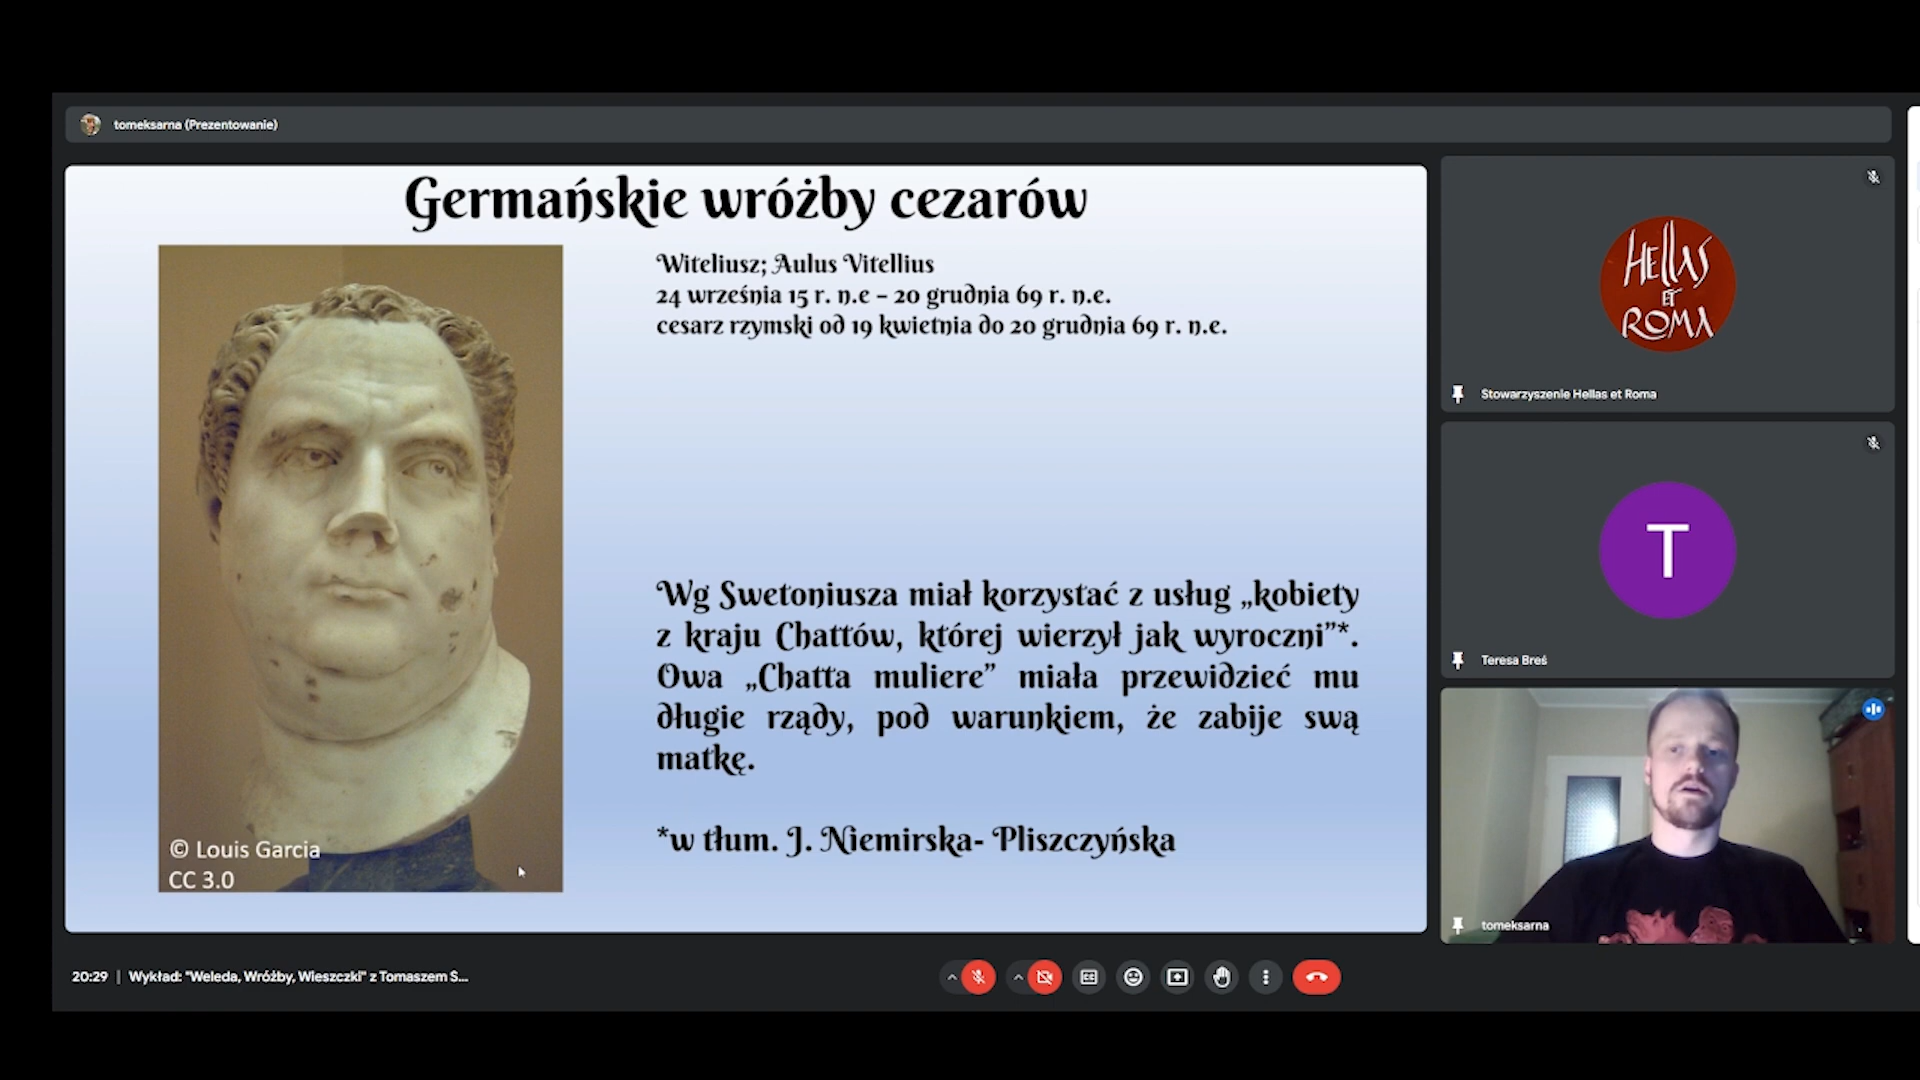 tomeksarna (Prezentowanie)
Germańskie wróżby cezarów
Witeliusz; Aulus Vitellius
24 września 15 r. n.e – 20 grudnia 69 r. n.e.
cesarz rzymski od 19 kwietnia do 20 grudnia 69 r. n.e.
Wg Swetoniusza miał korzystać z usług „kobiety
z kraju Chattów, której wierzył jak wyroczni”*.
Owa „Chatta muliere” miała przewidzieć mu
długie rządy, pod warunkiem, że zabije swą
matkę.
*w tłum. J. Niemirska- Pliszczyńska
© Louis Garcia
CC 3.0
HELLAS
ET
ROMA
Stowarzyszenie Hellas et Roma
T
Teresa Breś
tomeksarna
20:29 | Wykład: "Weleda, Wróżby, Wieszczki" z Tomaszem S...